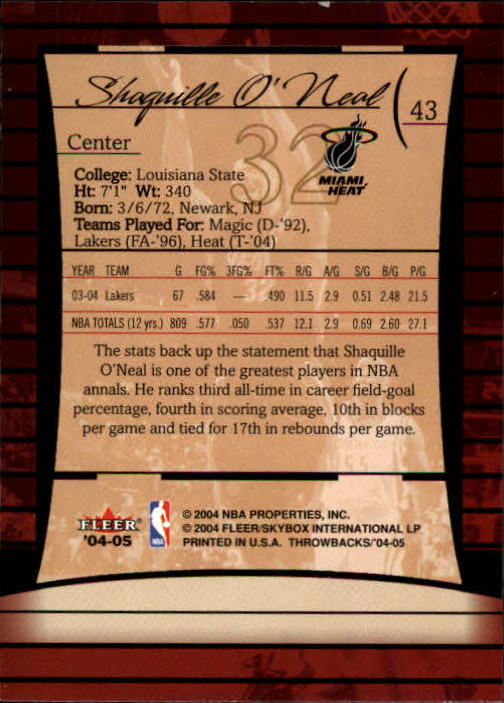 Shaquille O'Neal
43
Center
32
MIAMI
HEAT
College: Louisiana State
Ht: 7'1" Wt: 340
Born: 3/6/72, Newark, NJ
Teams Played For: Magic (D-'92),
Lakers (FA-'96), Heat (T-'04)
YEAR TEAM G FG% 3FG% FT% R/G A/G S/G B/G P/G
03-04 Lakers 67 .584 — .490 11.5 2.9 0.51 2.48 21.5
NBA TOTALS (12 yrs.) 809 .577 .050 .537 12.1 2.9 0.69 2.60 27.1
The stats back up the statement that Shaquille
O'Neal is one of the greatest players in NBA
annals. He ranks third all-time in career field-goal
percentage, fourth in scoring average, 10th in blocks
per game and tied for 17th in rebounds per game.
FLEER
'04-05
NBA
© 2004 NBA PROPERTIES, INC.
© 2004 FLEER/SKYBOX INTERNATIONAL LP
PRINTED IN U.S.A. THROWBACKS/'04-05